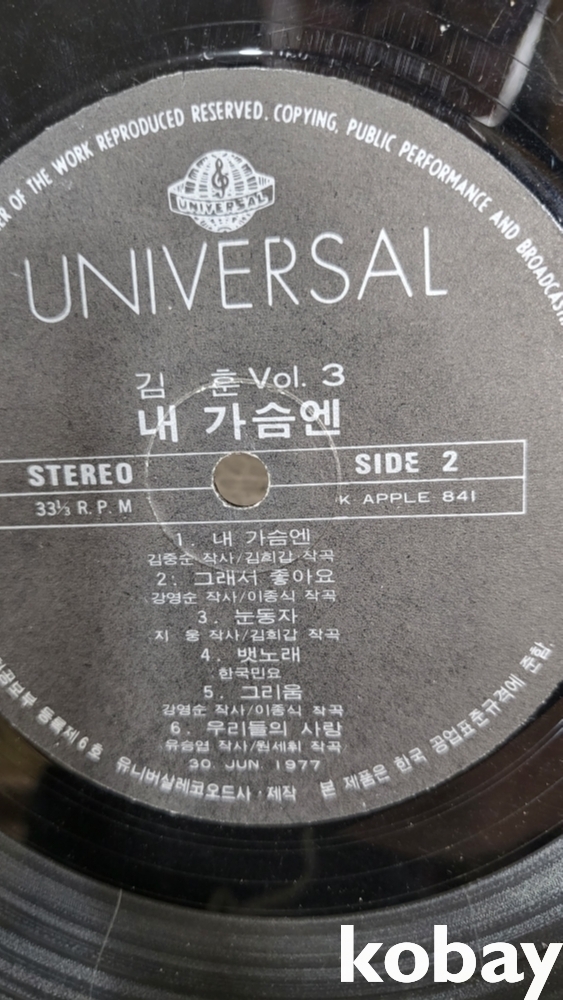 ER OF THE WORK REPRODUCED RESERVED. COPYING, PUBLIC PERFORMANCE AND BROADCASTIN
UNIVERSAL
UNIVERSAL
김 훈 Vol. 3
내 가슴엔
STEREO
SIDE 2
33⅓ R. P. M
K APPLE 841
1. 내 가슴엔
김중순 작사/김희갑 작곡
2. 그래서 좋아요
강영순 작사/이종식 작곡
3. 눈동자
지 웅 작사/김희갑 작곡
4. 뱃노래
한국민요
5. 그리움
강영순 작사/이종식 작곡
6. 우리들의 사랑
유승엽 작사/원세휘 작곡
30. JUN. 1977
공보부 등록제6호 유니버살레코오드사·제작 본 제품은 한국 공업표준규격에 준함.
kobay